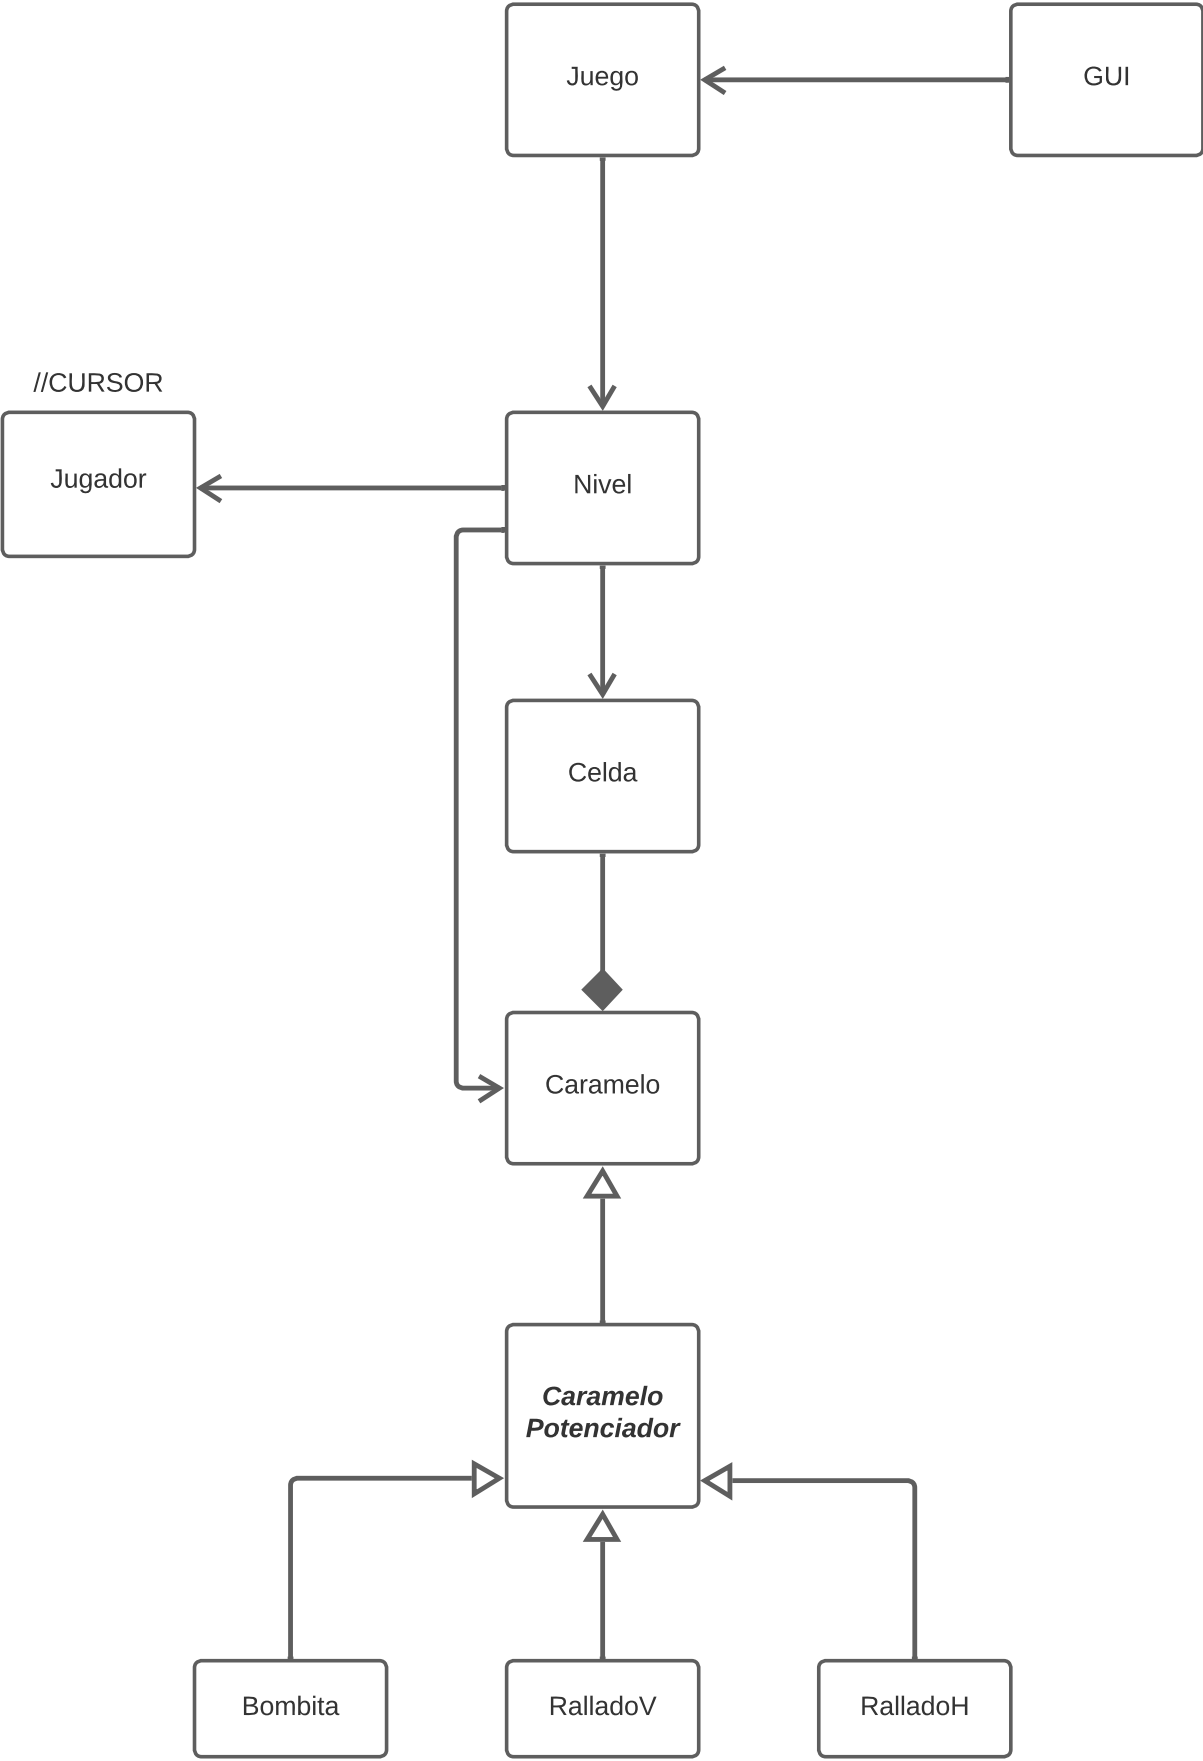 Juego
GUI
//CURSOR
Jugador
Nivel
Celda
Caramelo
Caramelo
Potenciador
Bombita
RalladoV
RalladoH